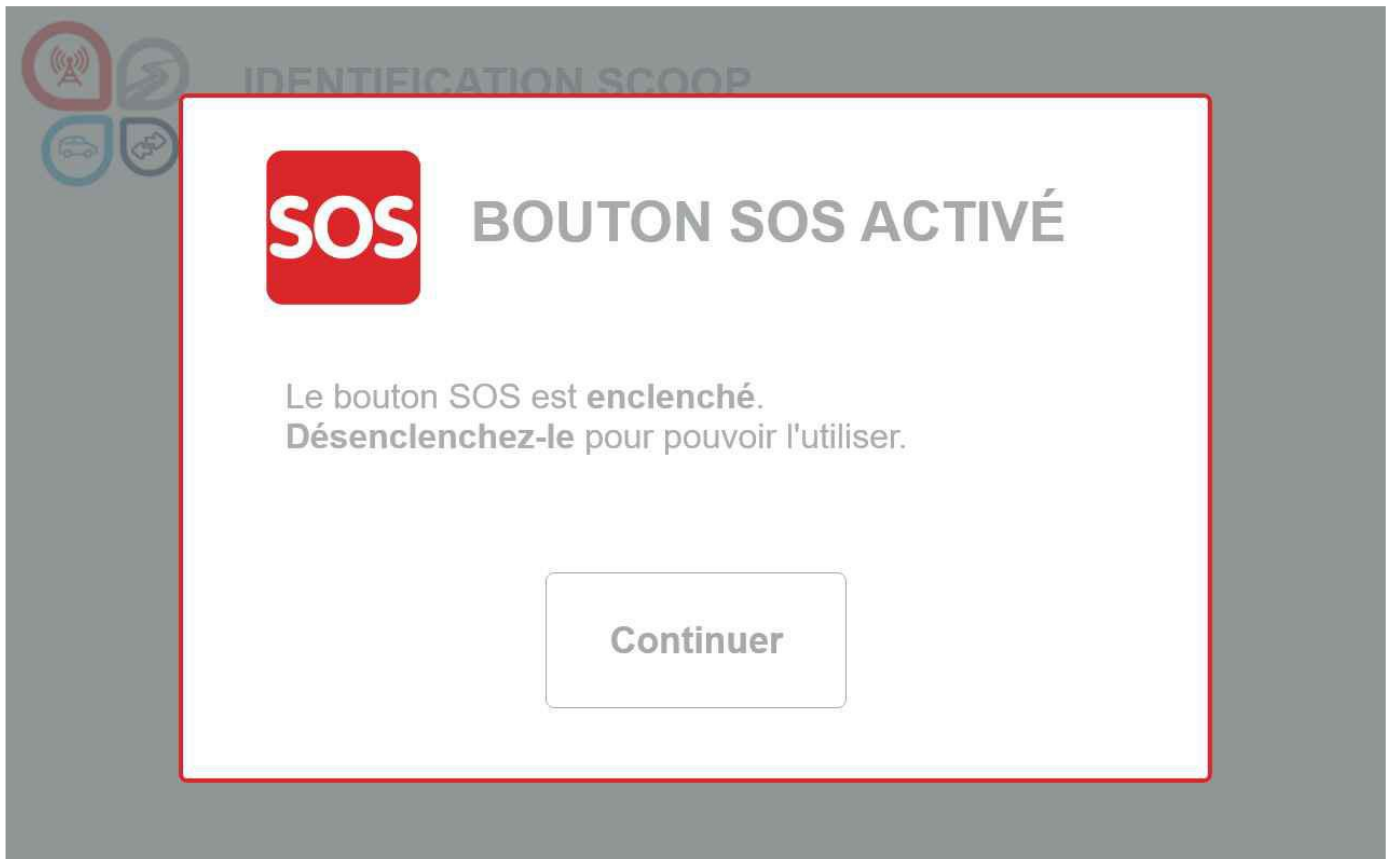 IDENTIFICATION SCOOP
SOS
BOUTON SOS ACTIVÉ
Le bouton SOS est enclenché.
Désenclenchez-le pour pouvoir l'utiliser.
Continuer